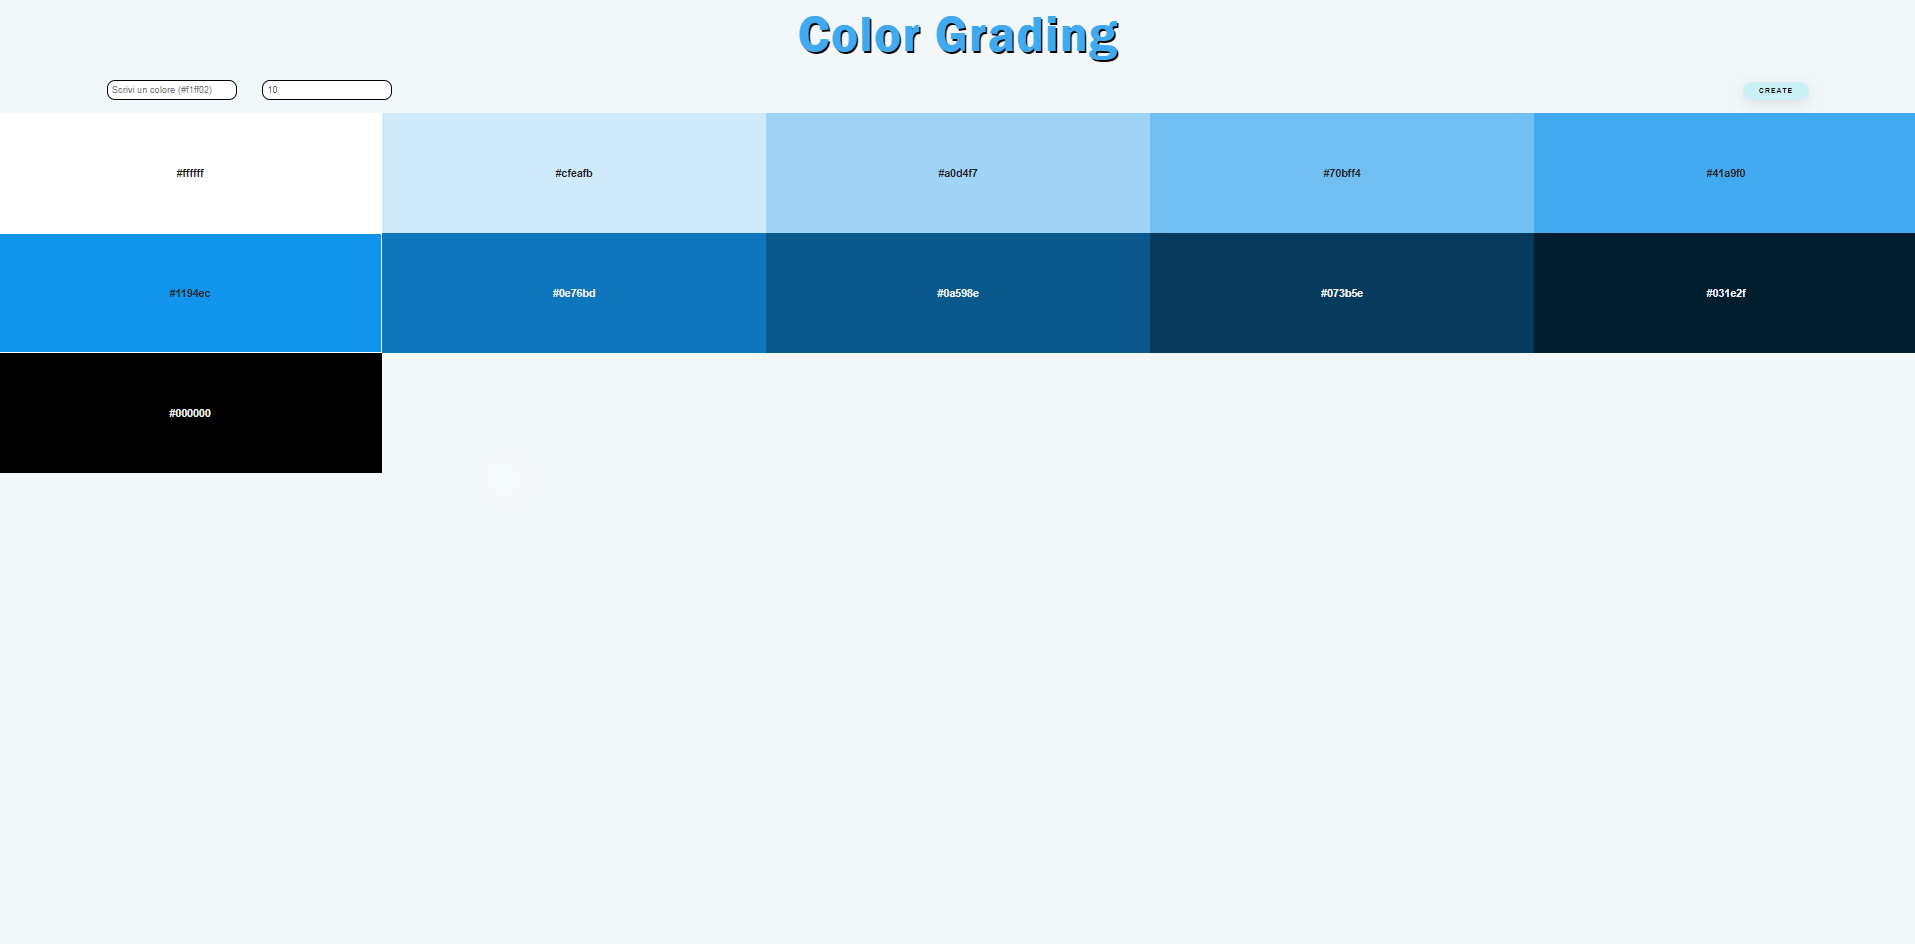 Color Grading
Scrivi un colore (#f1ff02)
10
CREATE
#ffffff
#cfeafb
#a0d4f7
#70bff4
#41a9f0
#1194ec
#0e76bd
#0a598e
#073b5e
#031e2f
#000000